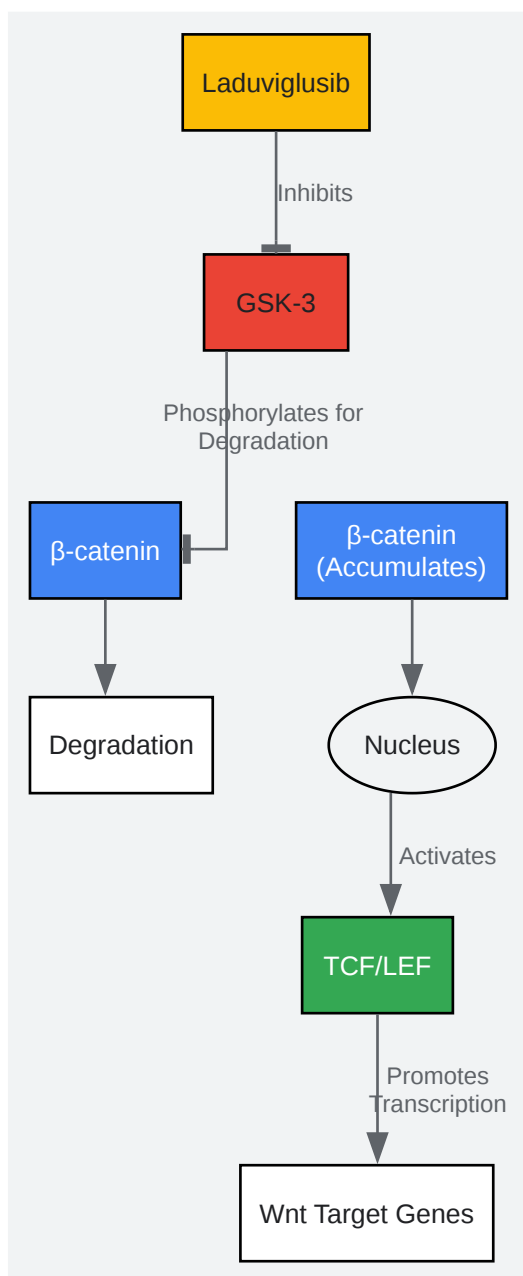 Laduviglusib
Inhibits
GSK-3
Phosphorylates for
Degradation
β-catenin
β-catenin
(Accumulates)
Degradation
Nucleus
Activates
TCF/LEF
Promotes
Transcription
Wnt Target Genes